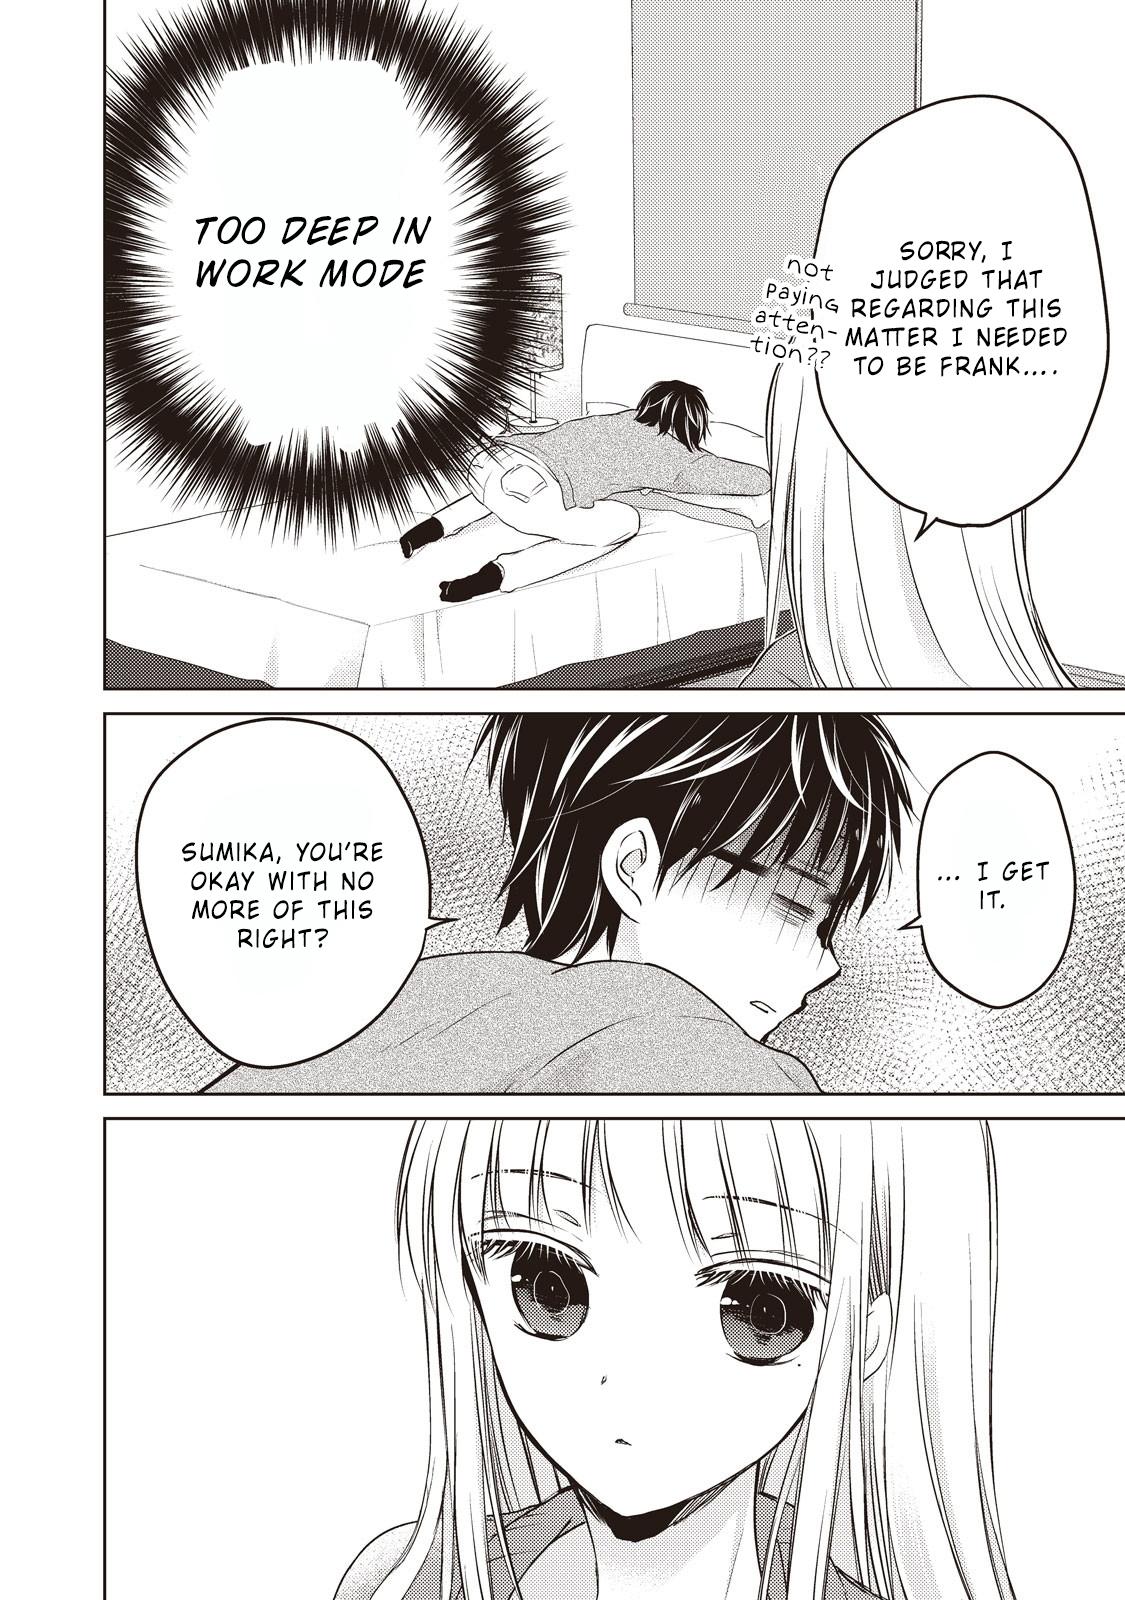 SORRY, I
JUDGED THAT
REGARDING THIS
MATTER I NEEDED
TO BE FRANK....
not
paying
atten-
tion??
TOO DEEP IN
WORK MODE
... I GET
IT.
SUMIKA, YOU'RE
OKAY WITH NO
MORE OF THIS
RIGHT?